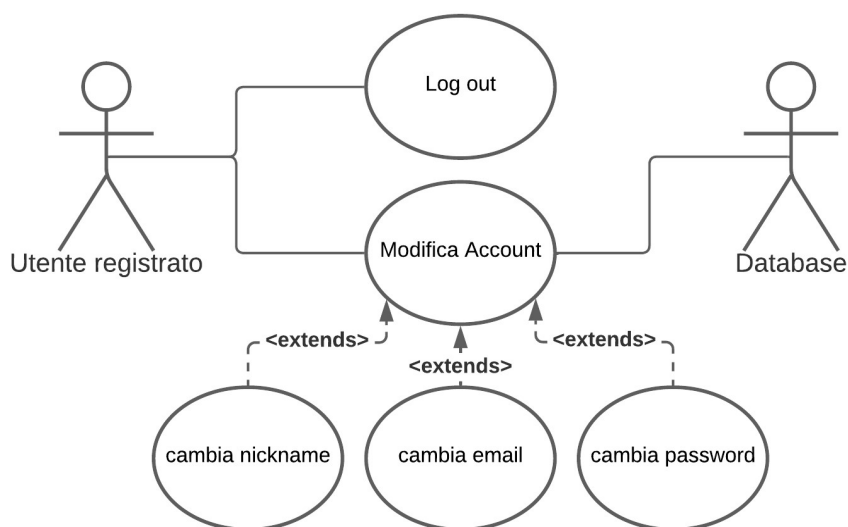 Log out
Utente registrato
Modifica Account
Database
<extends>
<extends>
<extends>
cambia nickname
cambia email
cambia password